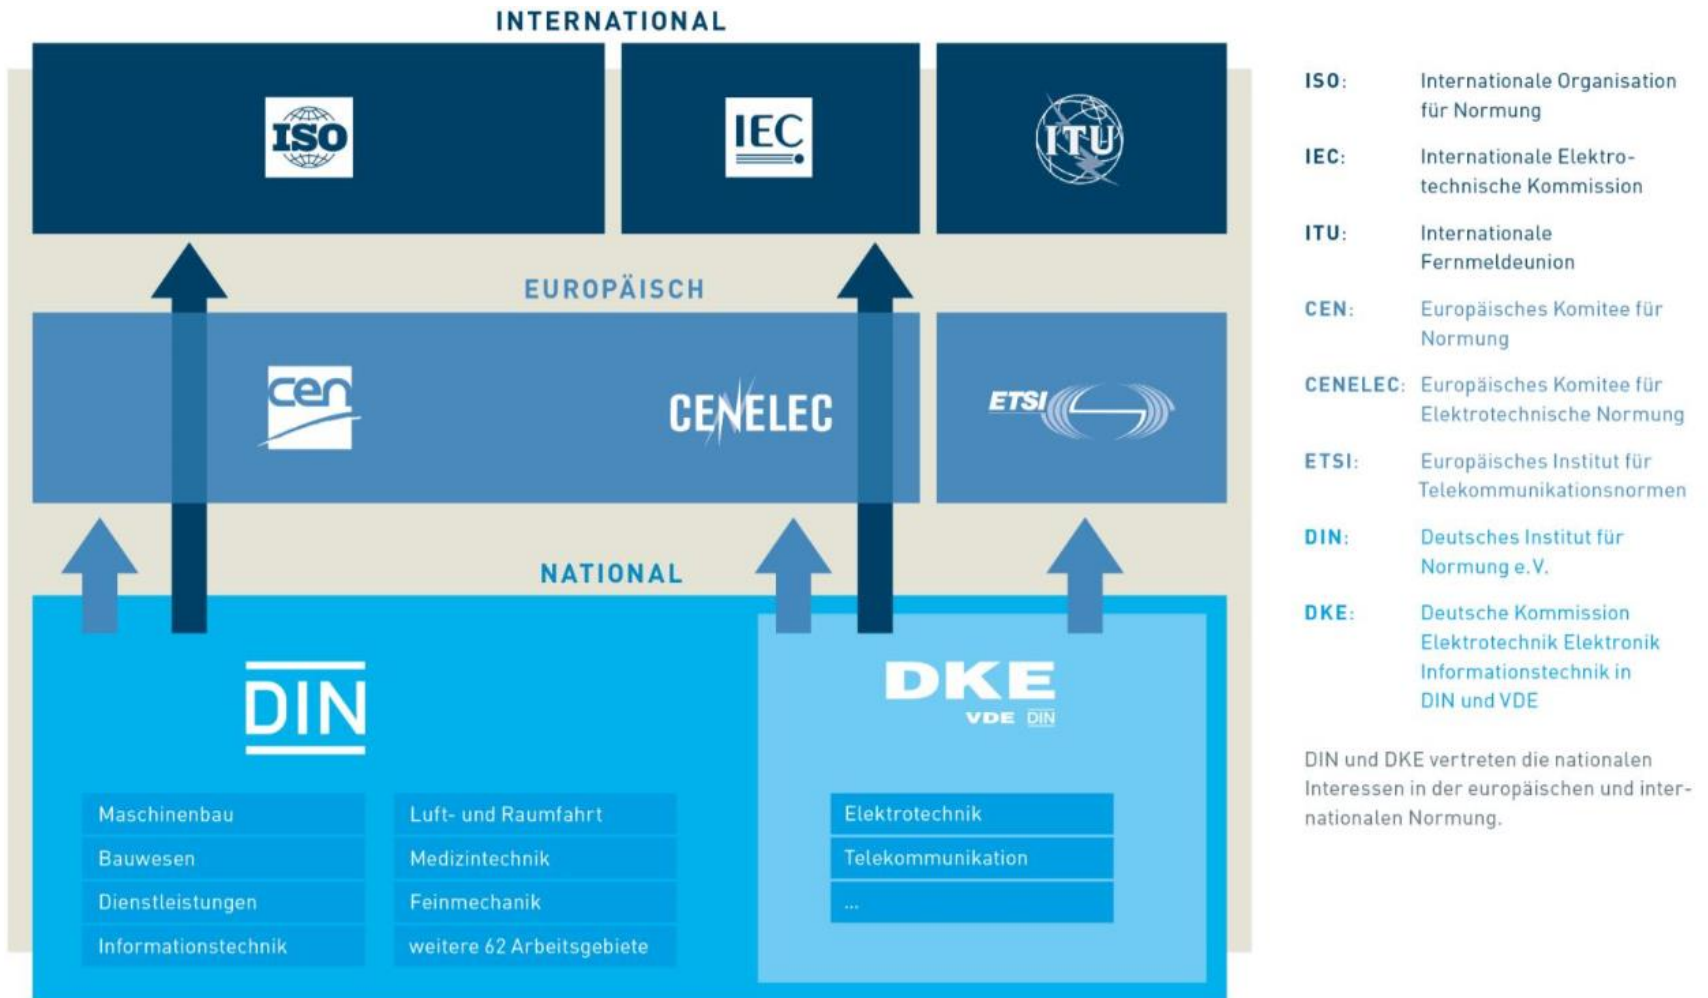 INTERNATIONAL
ISO
IEC
ITU
EUROPÄISCH
cen
CENELEC
ETSI
NATIONAL
DIN
DKE
VDE DIN
Maschinenbau
Bauwesen
Dienstleistungen
Informationstechnik
Luft- und Raumfahrt
Medizintechnik
Feinmechanik
weitere 62 Arbeitsgebiete
Elektrotechnik
Telekommunikation
...
ISO: Internationale Organisation
für Normung
IEC: Internationale Elektro-
technische Kommission
ITU: Internationale
Fernmeldeunion
CEN: Europäisches Komitee für
Normung
CENELEC: Europäisches Komitee für
Elektrotechnische Normung
ETSI: Europäisches Institut für
Telekommunikationsnormen
DIN: Deutsches Institut für
Normung e.V.
DKE: Deutsche Kommission
Elektrotechnik Elektronik
Informationstechnik in
DIN und VDE
DIN und DKE vertreten die nationalen
Interessen in der europäischen und inter-
nationalen Normung.